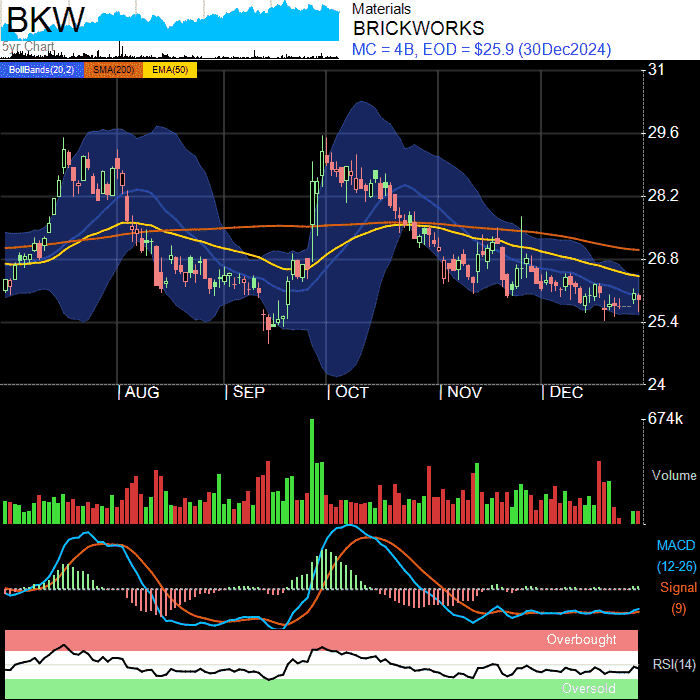 BKW
5yr Chart
Materials
BRICKWORKS
MC = 4B, EOD = $25.9 (30Dec2024)
BollBands(20,2) SMA(200) EMA(50)
31
29.6
28.2
26.8
25.4
24
AUG SEP OCT NOV DEC
674k
Volume
MACD
(12-26)
Signal
(9)
Overbought
RSI(14)
Oversold